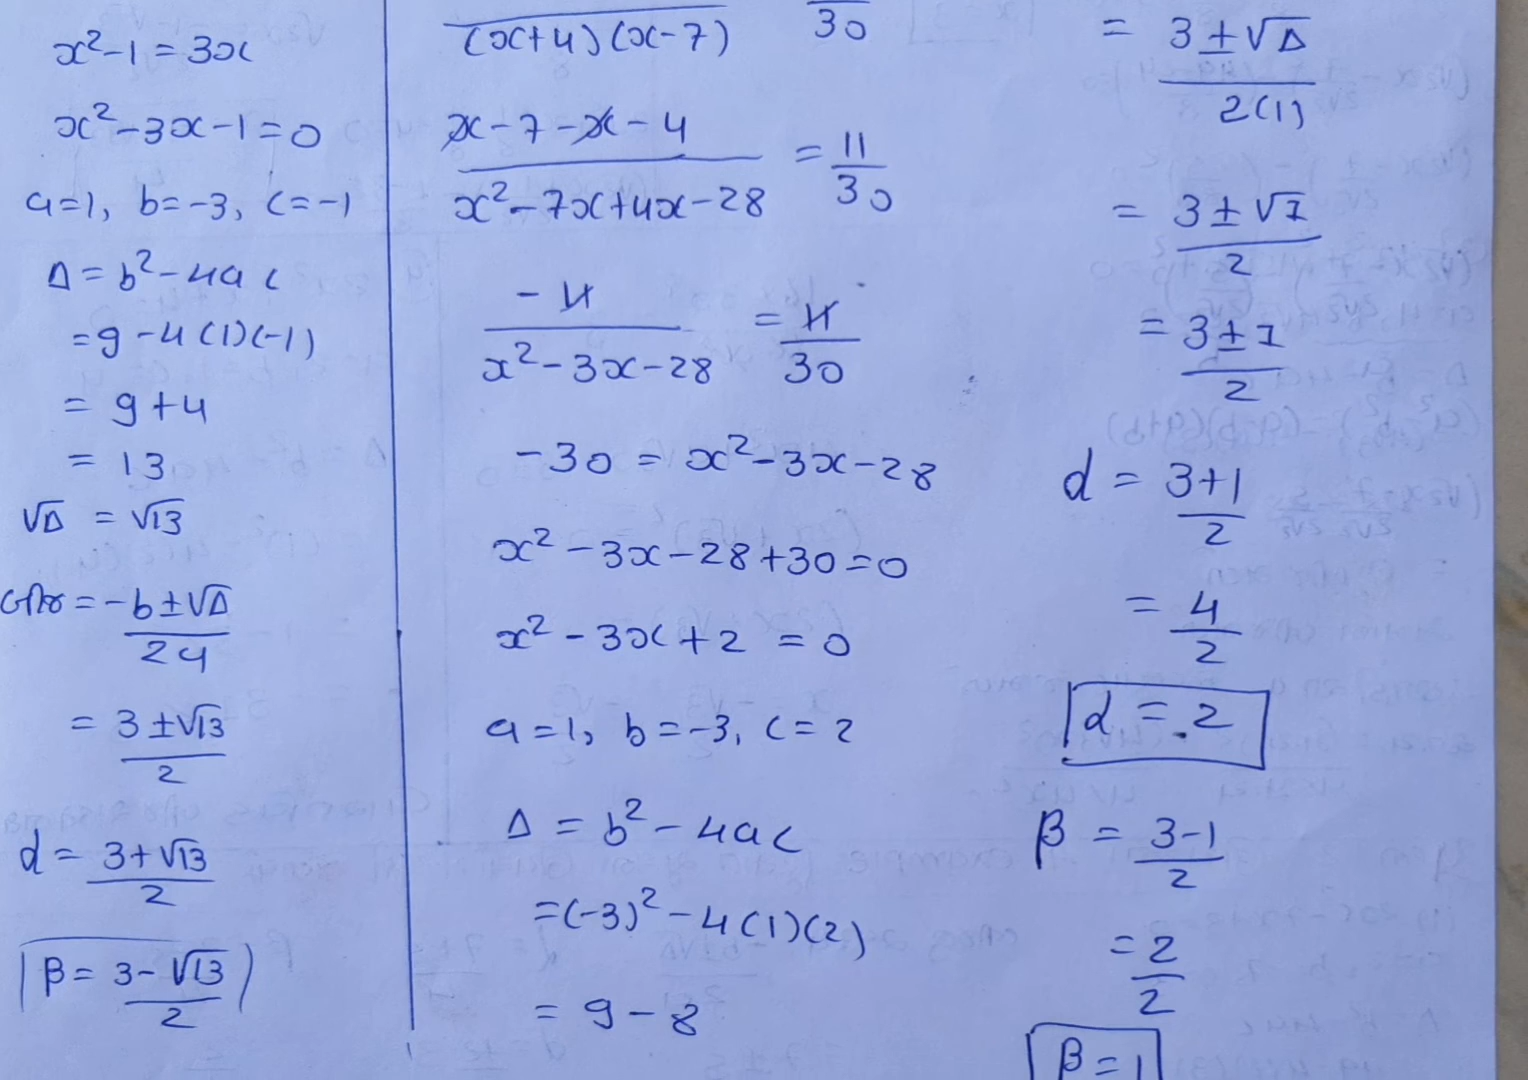 x²-1=3x
x²-3x-1=0
a=1, b=-3, c=-1
Δ=b²-4ac
=9-4(1)(-1)
= 9+4
= 13
√Δ = √13
= -b±√Δ / 2a
= 3±√13 / 2
α = 3+√13 / 2
β = 3-√13 / 2
(x+4)(x-7) 30
x-7-x-4 / x²-7x+4x-28 = 11/30
-11 / x²-3x-28 = 11/30
-30 = x²-3x-28
x²-3x-28+30=0
x²-3x+2=0
a=1, b=-3, c=2
Δ = b²-4ac
=(-3)²-4(1)(2)
= 9-8
= 3±√Δ / 2(1)
= 3±√1 / 2
= 3±1 / 2
α = 3+1 / 2
= 4/2
α = 2
β = 3-1 / 2
= 2/2
β = 1